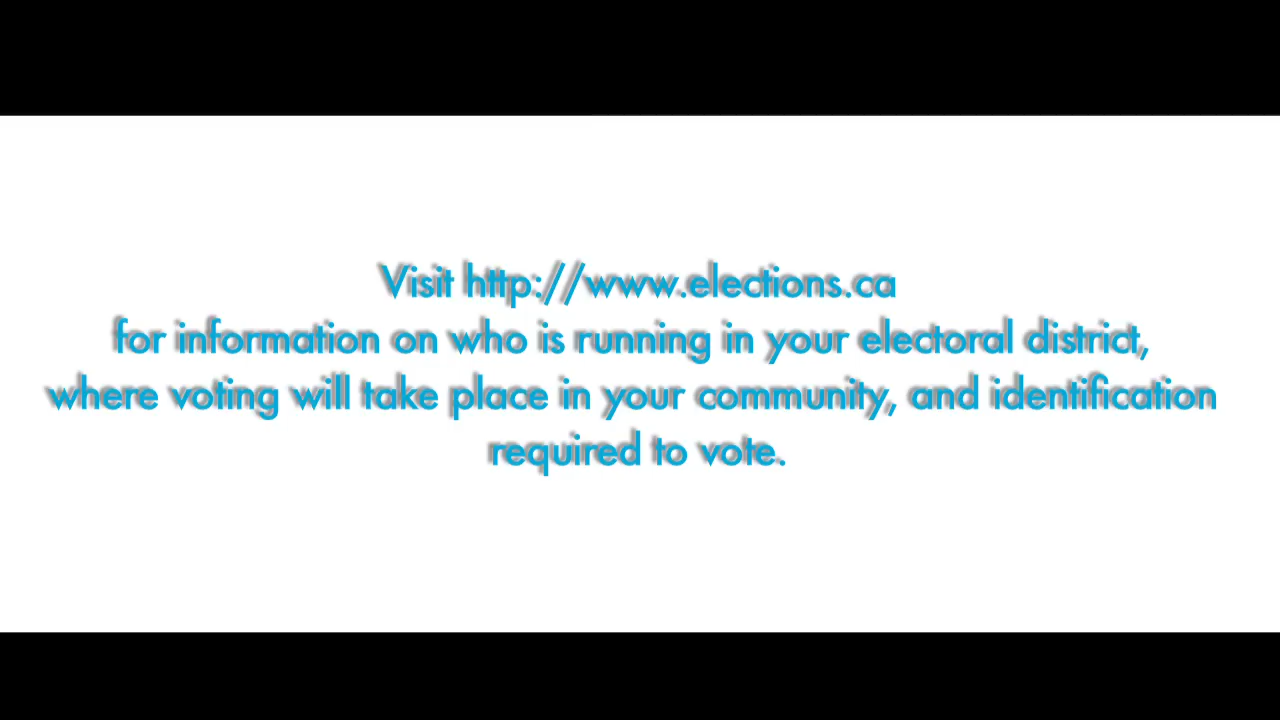 Visit http://www.elections.ca
for information on who is running in your electoral district,
where voting will take place in your community, and identification
required to vote.